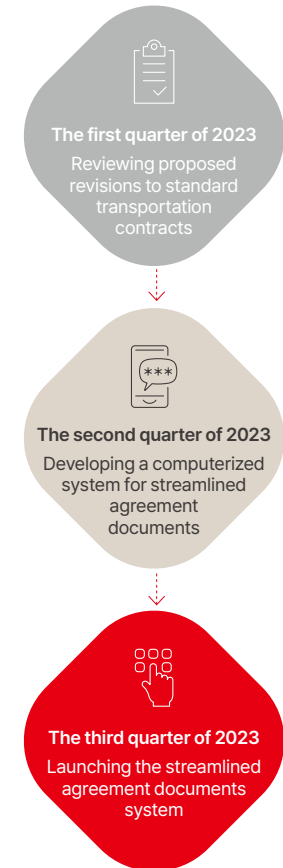 The first quarter of 2023
Reviewing proposed
revisions to standard
transportation
contracts
***
The second quarter of 2023
Developing a computerized
system for streamlined
agreement
documents
The third quarter of 2023
Launching the streamlined
agreement documents
system